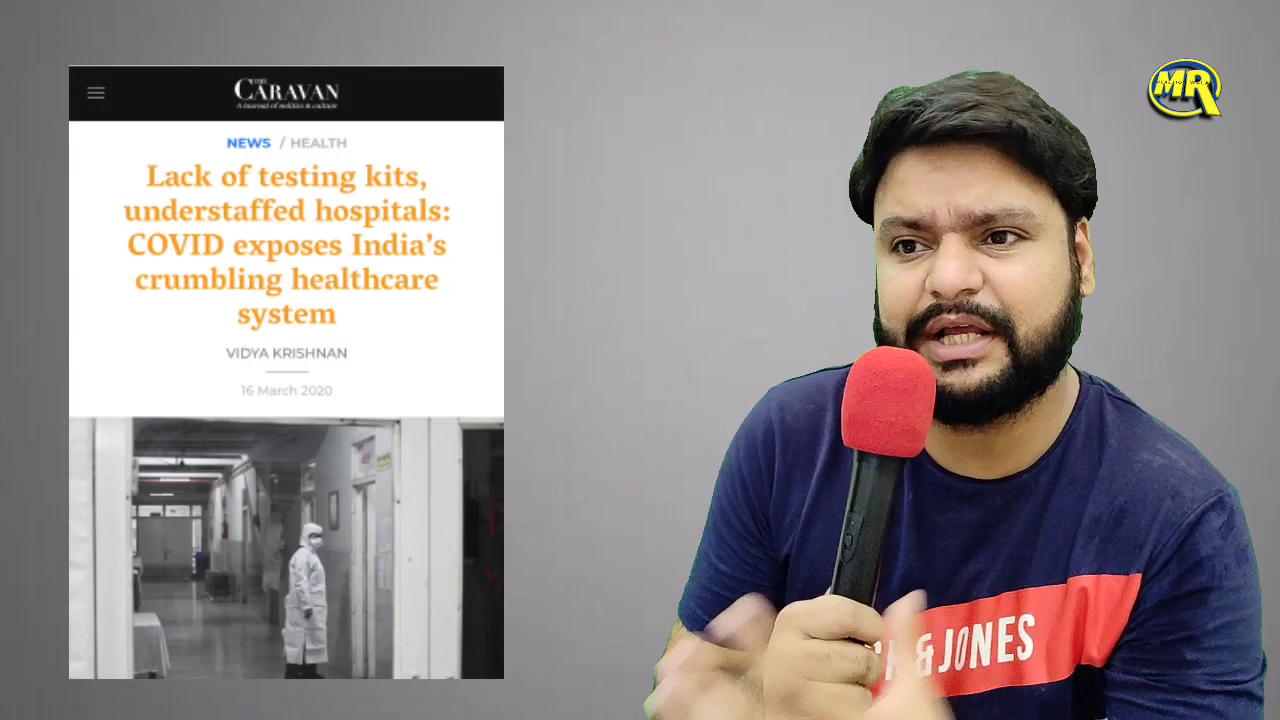 THE
CARAVAN
A journal of politics & culture
NEWS / HEALTH
Lack of testing kits,
understaffed hospitals:
COVID exposes India's
crumbling healthcare
system
VIDYA KRISHNAN
16 March 2020
MR
& JONES